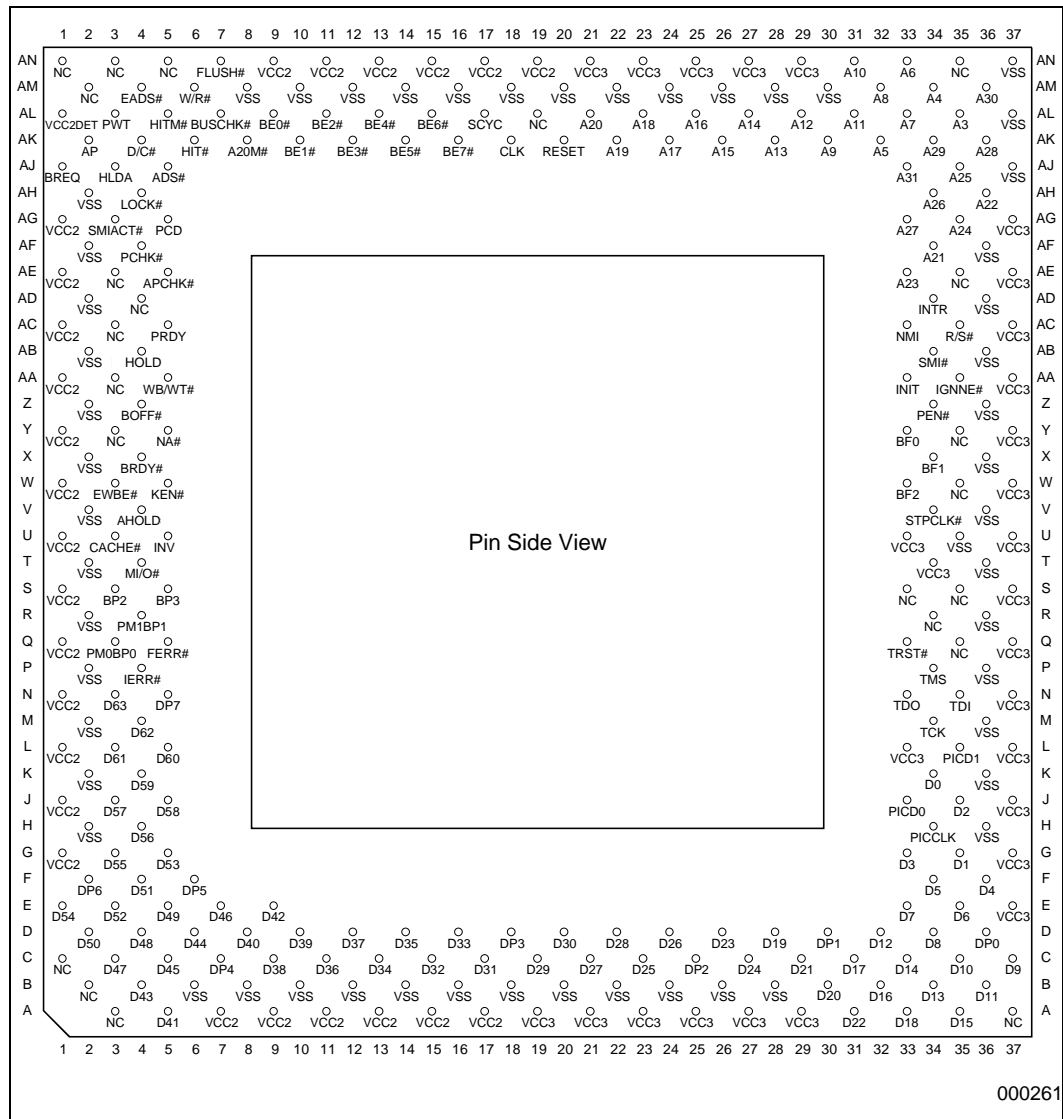 1 2 3 4 5 6 7 8 9 10 11 12 13 14 15 16 17 18 19 20 21 22 23 24 25 26 27 28 29 30 31 32 33 34 35 36 37
AN NC NC NC FLUSH# VCC2 VCC2 VCC2 VCC2 VCC2 VCC2 VCC3 VCC3 VCC3 VCC3 VCC3 A10 A6 NC VSS AN
AM NC EADS# W/R# VSS VSS VSS VSS VSS VSS VSS VSS VSS VSS VSS VSS A8 A4 A30 AM
AL VCC2DET PWT HITM# BUSCHK# BE0# BE2# BE4# BE6# SCYC NC A20 A18 A16 A14 A12 A11 A7 A3 VSS AL
AK AP D/C# HIT# A20M# BE1# BE3# BE5# BE7# CLK RESET A19 A17 A15 A13 A9 A5 A29 A28 AK
AJ BREQ HLDA ADS# A31 A25 VSS AJ
AH VSS LOCK# A26 A22 AH
AG VCC2 SMIACT# PCD A27 A24 VCC3 AG
AF VSS PCHK# A21 VSS AF
AE VCC2 NC APCHK# A23 NC VCC3 AE
AD VSS NC INTR VSS AD
AC VCC2 NC PRDY NMI R/S# VCC3 AC
AB VSS HOLD SMI# VSS AB
AA VCC2 NC WB/WT# INIT IGNNE# VCC3 AA
Z VSS BOFF# PEN# VSS Z
Y VCC2 NC NA# BF0 NC VCC3 Y
X VSS BRDY# BF1 VSS X
W VCC2 EWBE# KEN# BF2 NC VCC3 W
V VSS AHOLD STPCLK# VSS V
U VCC2 CACHE# INV Pin Side View VCC3 VSS VCC3 U
T VSS MI/O# VCC3 VSS T
S VCC2 BP2 BP3 NC NC VCC3 S
R VSS PM1BP1 NC VSS R
Q VCC2 PM0BP0 FERR# TRST# NC VCC3 Q
P VSS IERR# TMS VSS P
N VCC2 D63 DP7 TDO TDI VCC3 N
M VSS D62 TCK VSS M
L VCC2 D61 D60 VCC3 PICD1 VCC3 L
K VSS D59 D0 VSS K
J VCC2 D57 D58 PICD0 D2 VCC3 J
H VSS D56 PICCLK VSS H
G VCC2 D55 D53 D3 D1 VCC3 G
F DP6 D51 DP5 D5 D4 F
E D54 D52 D49 D46 D42 D7 D6 VCC3 E
D D50 D48 D44 D40 D39 D37 D35 D33 DP3 D30 D28 D26 D23 D19 DP1 D12 D8 DP0 D
C NC D47 D45 DP4 D38 D36 D34 D32 D31 D29 D27 D25 DP2 D24 D21 D17 D14 D10 D9 C
B NC D43 VSS VSS VSS VSS VSS VSS VSS VSS VSS VSS VSS VSS D20 D16 D13 D11 B
A NC D41 VCC2 VCC2 VCC2 VCC2 VCC2 VCC2 VCC3 VCC3 VCC3 VCC3 VCC3 VCC3 D22 D18 D15 NC A
1 2 3 4 5 6 7 8 9 10 11 12 13 14 15 16 17 18 19 20 21 22 23 24 25 26 27 28 29 30 31 32 33 34 35 36 37
000261